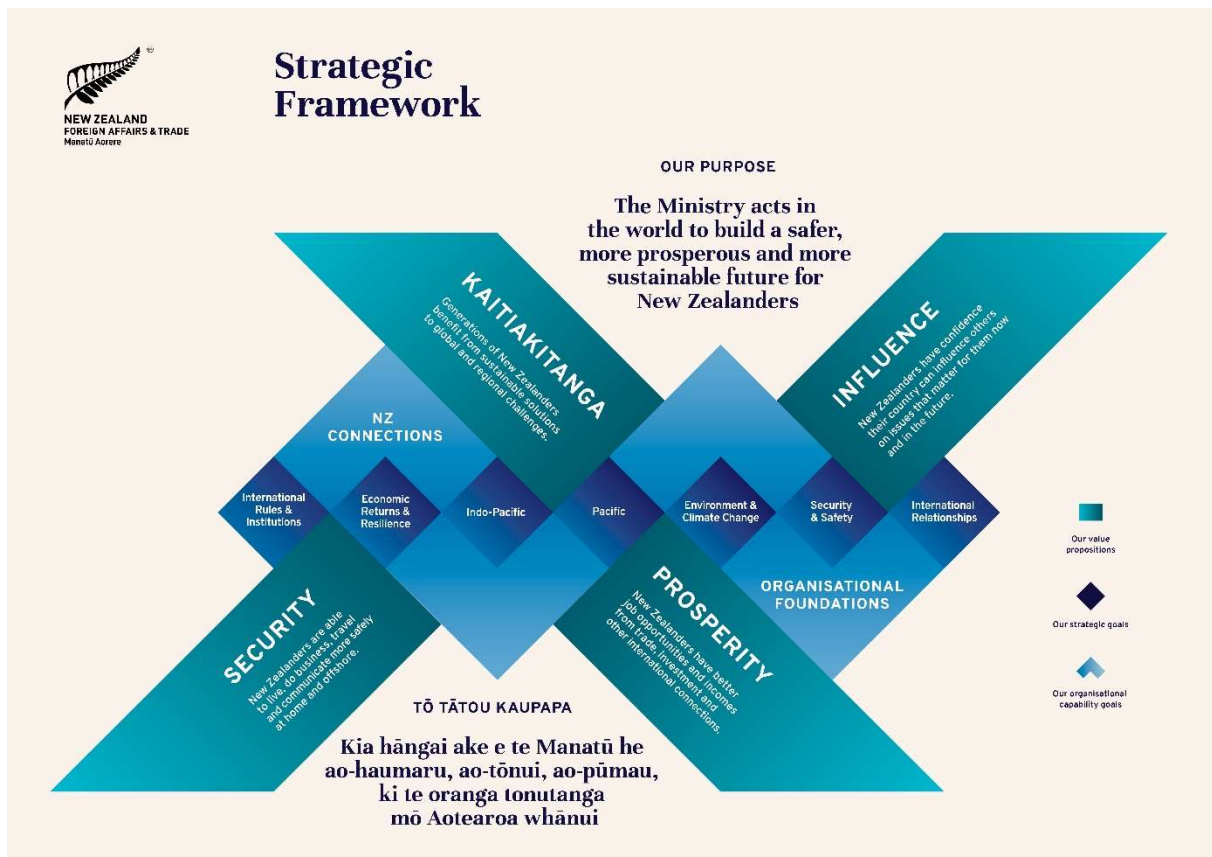 NEW ZEALAND
FOREIGN AFFAIRS & TRADE
Manatū Aorere
Strategic
Framework
OUR PURPOSE
The Ministry acts in
the world to build a safer,
more prosperous and more
sustainable future for
New Zealanders
KAITIAKITANGA
Generations of New Zealanders
benefit from sustainable solutions
to global and regional challenges.
INFLUENCE
New Zealanders have confidence
their country can influence others
on issues that matter for them now
and in the future.
NZ
CONNECTIONS
International
Rules &
Institutions
Economic
Returns &
Resilience
Indo-Pacific
Pacific
Environment &
Climate Change
Security
& Safety
International
Relationships
SECURITY
New Zealanders are able
to live, do business, travel
and communicate more safely
at home and offshore.
PROSPERITY
New Zealanders have better
job opportunities and incomes
from trade, investment and
other international connections.
ORGANISATIONAL
FOUNDATIONS
Our value
propositions
Our strategic goals
Our organisational
capability goals
TŌ TĀTOU KAUPAPA
Kia hāngai ake e te Manatū he
ao-haumaru, ao-tōnui, ao-pūmau,
ki te oranga tonutanga
mō Aotearoa whānui